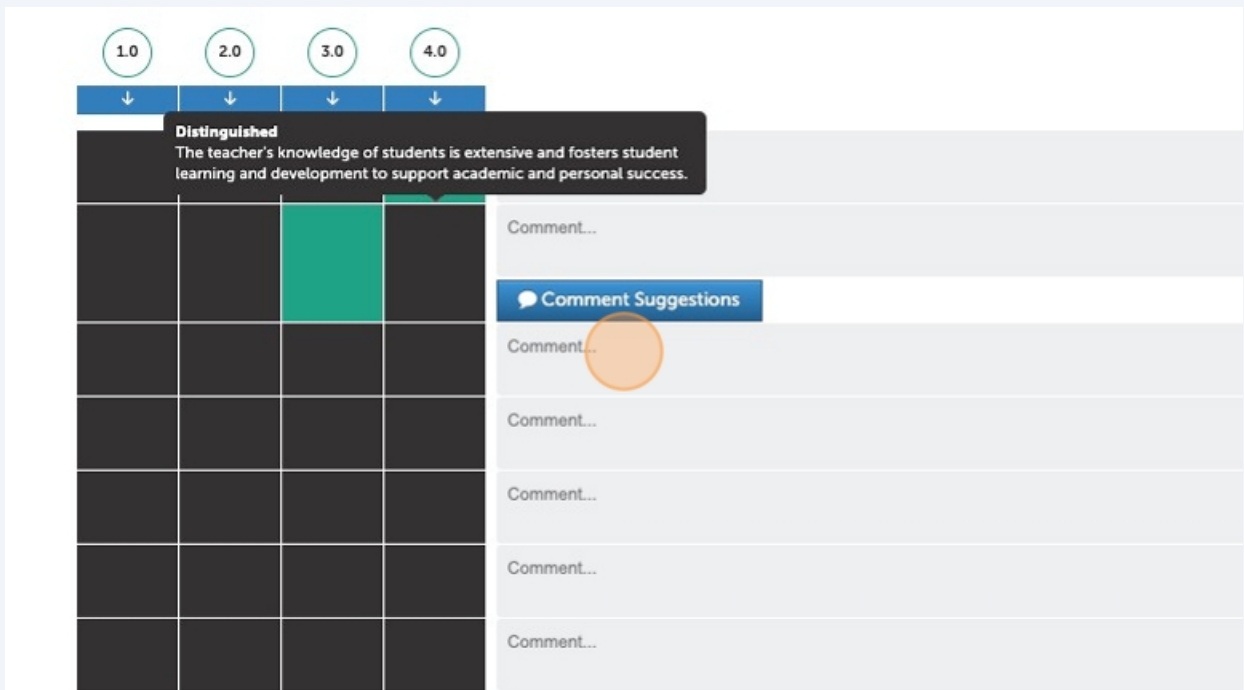 1.0 2.0 3.0 4.0
Distinguished
The teacher's knowledge of students is extensive and fosters student
learning and development to support academic and personal success.
Comment...
Comment Suggestions
Comment...
Comment...
Comment...
Comment...
Comment...